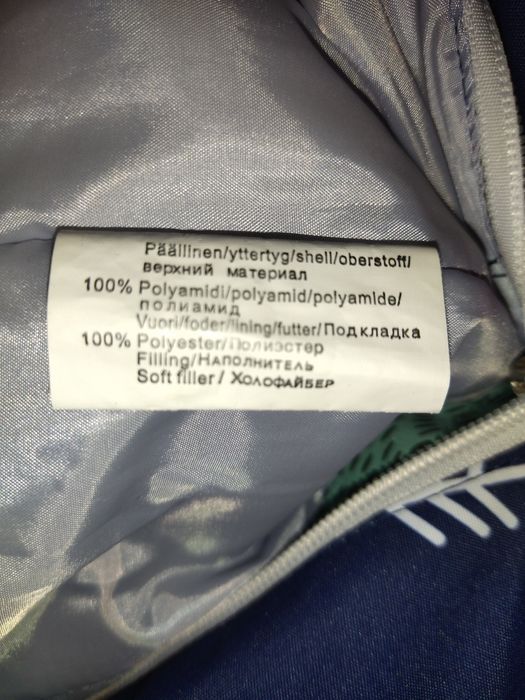 Päällinen/yttertyg/shell/oberstoff/
верхний материал
100% Polyamidi/polyamid/polyamide/
полиамид
Vuori/foder/lining/futter/Подкладка
100% Polyester/Полиэстер
Filling/Наполнитель
Soft filler / Холофайбер